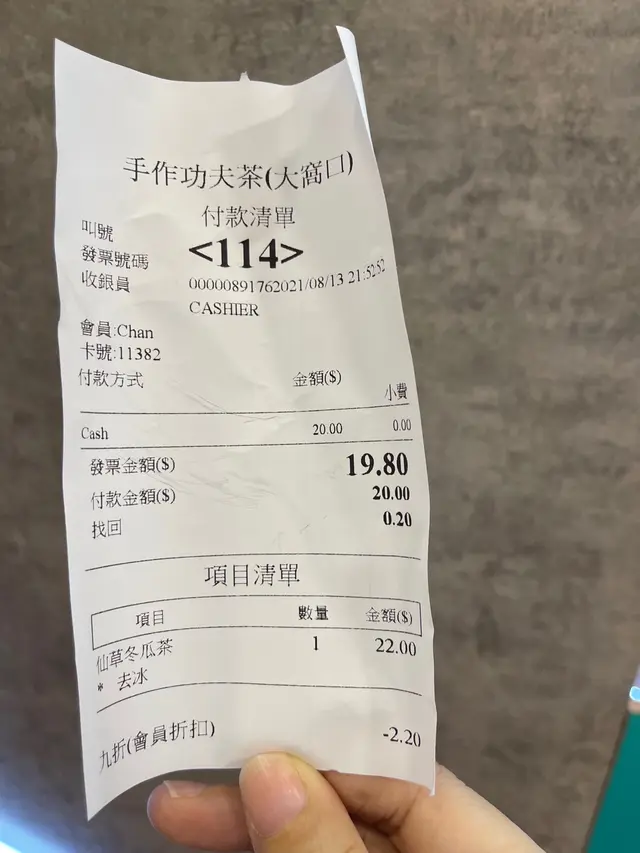 手作功夫茶(大窩口)
付款清單
叫號 <114>
發票號碼 00000891762021/08/13 21:52:52
收銀員 CASHIER
會員:Chan
卡號:11382
付款方式 金額($) 小費
Cash 20.00 0.00
發票金額($) 19.80
付款金額($) 20.00
找回 0.20
項目清單
項目 數量 金額($)
仙草冬瓜茶 1 22.00
* 去冰
九折(會員折扣) -2.20